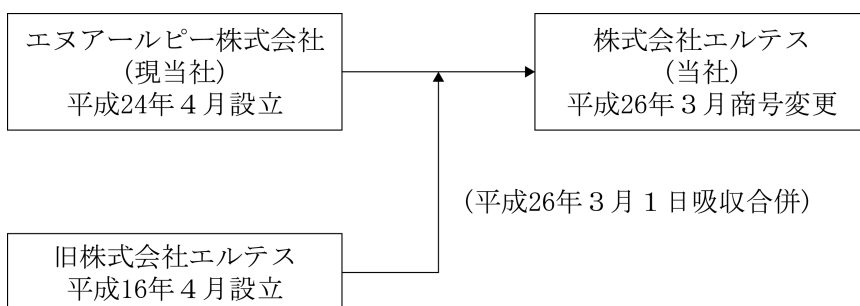 エヌアールピー株式会社
(現当社)
平成24年４月設立
株式会社エルテス
(当社)
平成26年３月商号変更
(平成26年３月１日吸収合併)
旧株式会社エルテス
平成16年４月設立